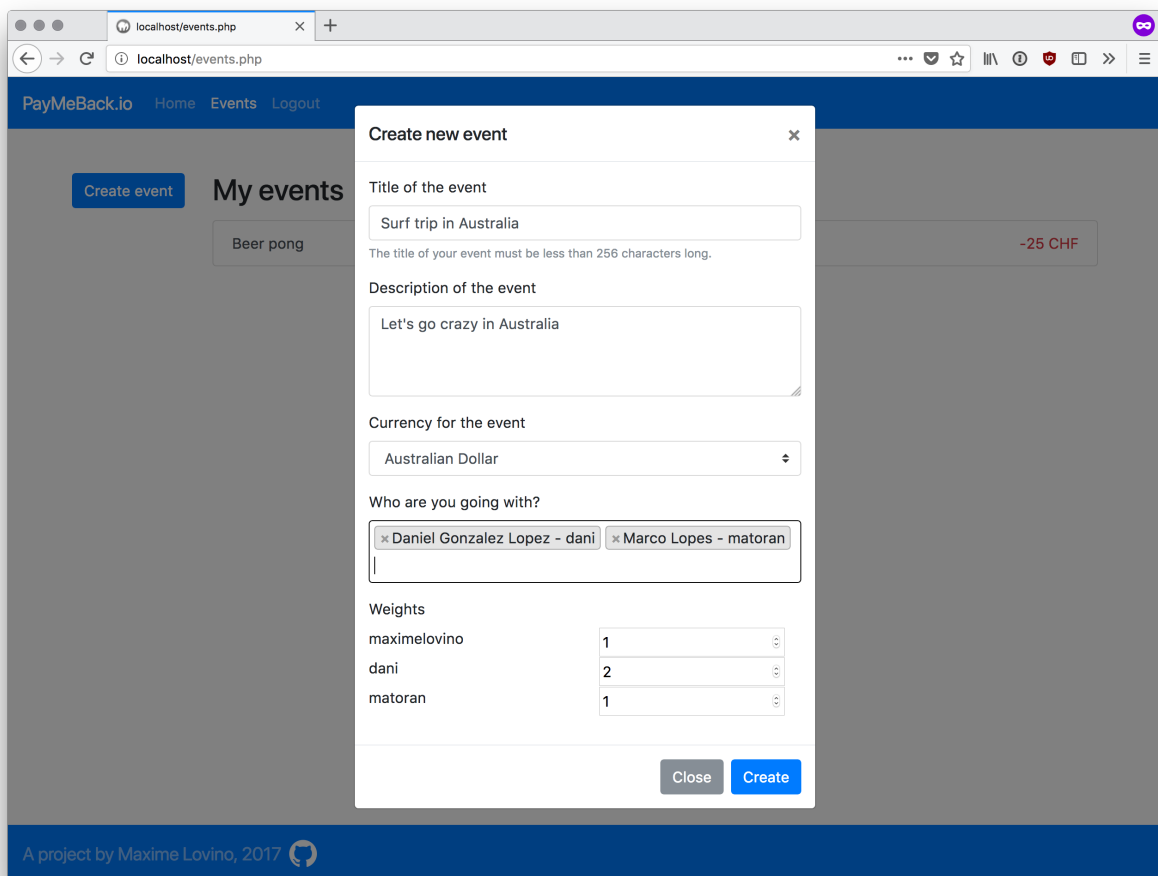 localhost/events.php
localhost/events.php
PayMeBack.io Home Events Logout
Create new event
×
Create event
My events
Beer pong
-25 CHF
Title of the event
Surf trip in Australia
The title of your event must be less than 256 characters long.
Description of the event
Let's go crazy in Australia
Currency for the event
Australian Dollar
Who are you going with?
×Daniel Gonzalez Lopez - dani ×Marco Lopes - matoran
Weights
maximelovino 1
dani 2
matoran 1
Close Create
A project by Maxime Lovino, 2017